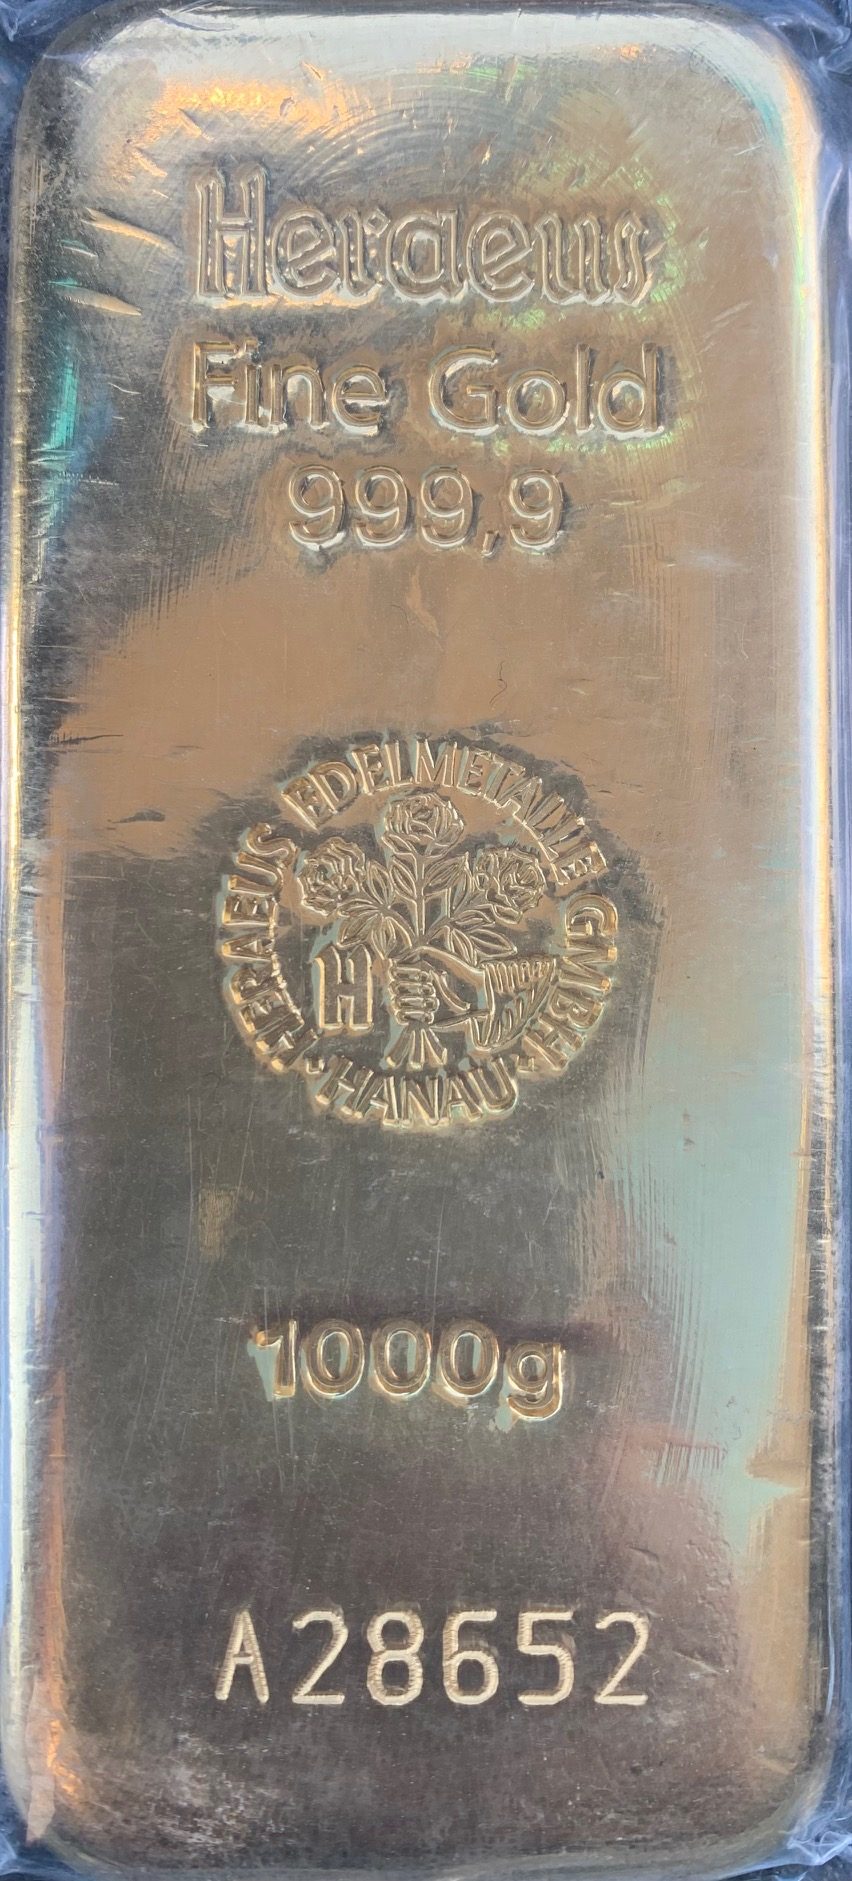 Heraeus
Fine Gold
999,9
HERAEUS EDELMETALLE GMBH
H
· HANAU ·
1000g
A28652